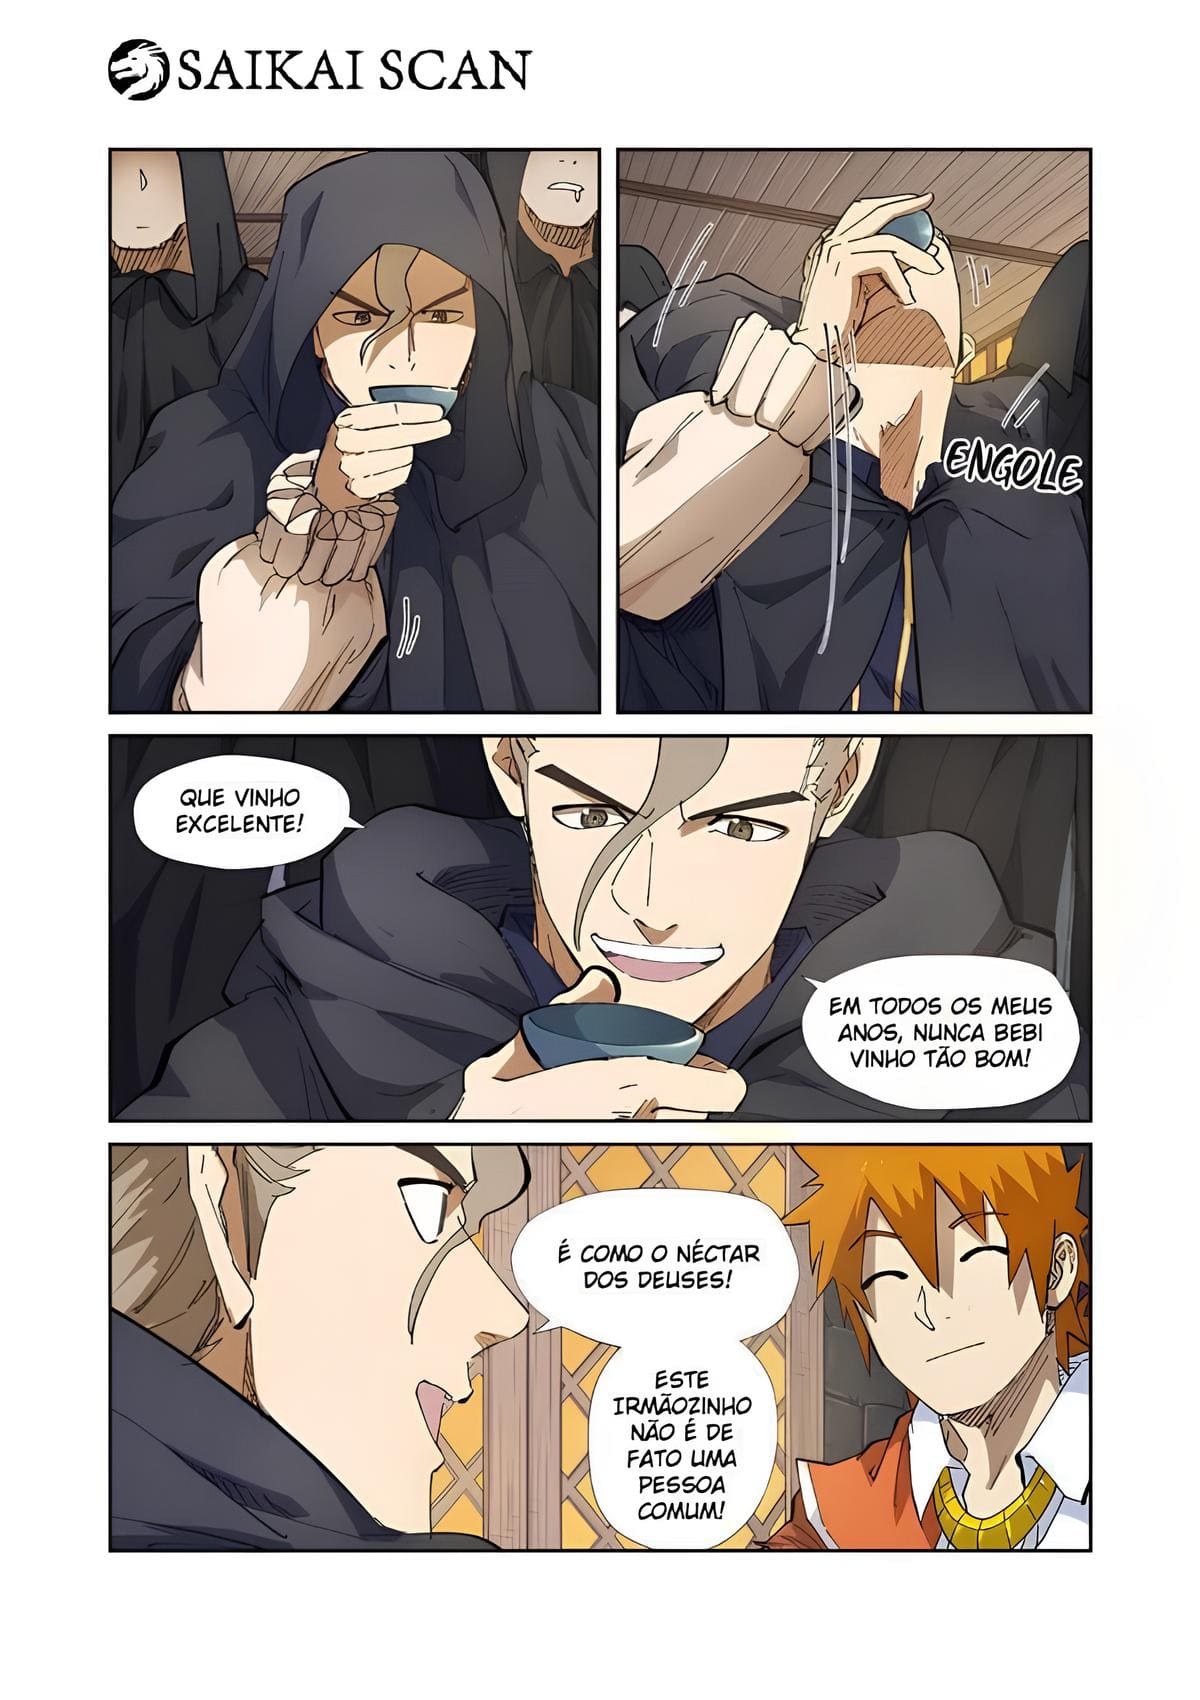 SAIKAI SCAN
ENGOLE
QUE VINHO
EXCELENTE!
EM TODOS OS MEUS
ANOS, NUNCA BEBI
VINHO TÃO BOM!
É COMO O NÉCTAR
DOS DEUSES!
ESTE
IRMÃOZINHO
NÃO É DE
FATO UMA
PESSOA
COMUM!